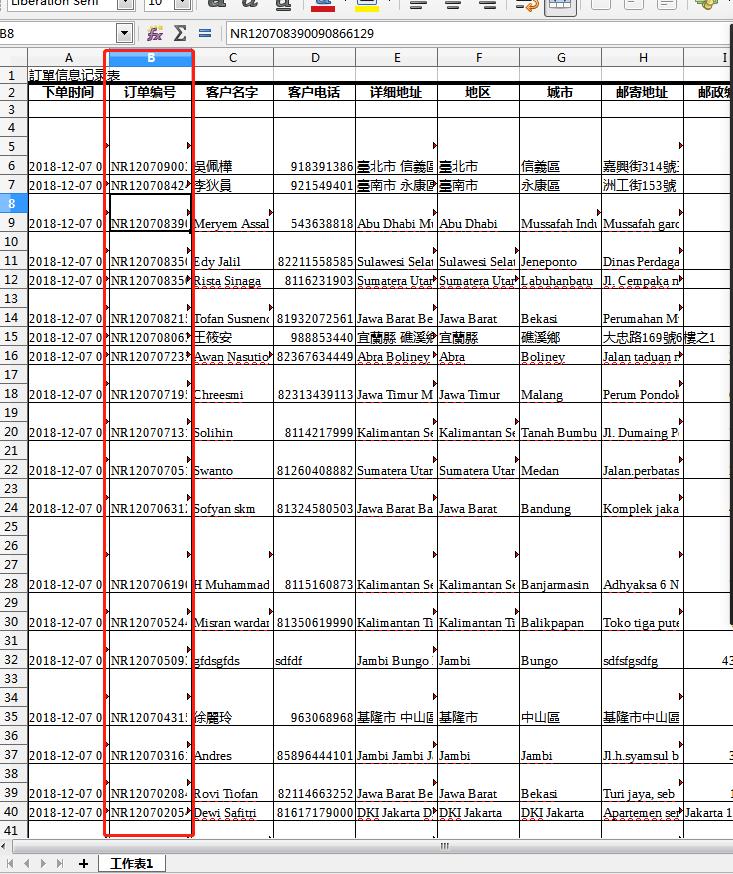 Liberation Serif 10
B8 NR120708390090866129
A B C D E F G H I
1 訂單信息记录表
2 下单时间 订单编号 客户名字 客户电话 详细地址 地区 城市 邮寄地址 邮政编
3
4
5
6 2018-12-07 0 NR12070900 吳佩樺 918391386 臺北市 信義區 臺北市 信義區 嘉興街314號
7 2018-12-07 0 NR12070842 李狄員 921549401 臺南市 永康區 臺南市 永康區 洲工街153號
8
9 2018-12-07 0 NR12070839 Meryem Assal 543638818 Abu Dhabi Mu Abu Dhabi Mussafah Indu Mussafah gard
10
11 2018-12-07 0 NR12070835 Edy Jalil 82211558585 Sulawesi Selat Sulawesi Selat Jeneponto Dinas Perdaga
12 2018-12-07 0 NR12070835 Rista Sinaga 8116231903 Sumatera Utar Sumatera Utar Labuhanbatu Jl. Cempaka n
13
14 2018-12-07 0 NR12070821 Tofan Susneno 81932072561 Jawa Barat Be Jawa Barat Bekasi Perumahan M
15 2018-12-07 0 NR12070806 王筱安 988853440 宜蘭縣 礁溪鄉 宜蘭縣 礁溪鄉 大忠路169號6樓之1
16 2018-12-07 0 NR12070723 Awan Nasutio 82367634449 Abra Boliney Abra Boliney Jalan taduan r
17
18 2018-12-07 0 NR12070719 Chreesmi 82313439113 Jawa Timur M Jawa Timur Malang Perum Pondok
19
20 2018-12-07 0 NR12070713 Solihin 8114217999 Kalimantan Se Kalimantan Se Tanah Bumbu Jl. Dumaing P
21
22 2018-12-07 0 NR12070705 Swanto 81260408882 Sumatera Utar Sumatera Utar Medan Jalan.perbatas
23
24 2018-12-07 0 NR12070631 Sofyan skm 81324580503 Jawa Barat Ba Jawa Barat Bandung Komplek jaka
25
26
27
28 2018-12-07 0 NR12070619 H Muhammad 8115160873 Kalimantan Se Kalimantan Se Banjarmasin Adhyaksa 6 N
29
30 2018-12-07 0 NR12070524 Misran wardan 81350619990 Kalimantan Ti Kalimantan Ti Balikpapan Toko tiga pute
31
32 2018-12-07 0 NR12070509 gfdsgfds sdfdf Jambi Bungo Jambi Bungo sdfsfgsdfg 43
33
34
35 2018-12-07 0 NR12070431 徐麗玲 963068968 基隆市 中山區 基隆市 中山區 基隆市中山區
36
37 2018-12-07 0 NR12070316 Andres 85896444101 Jambi Jambi Jambi Jambi Jl.h.syamsul b
38
39 2018-12-07 0 NR12070208 Rovi Tiofan 82114663252 Jawa Barat Be Jawa Barat Bekasi Turi jaya, seb
40 2018-12-07 0 NR12070205 Dewi Safitri 81617179000 DKI Jakarta D DKI Jakarta DKI Jakarta Apartemen ser Jakarta 1
41
工作表1